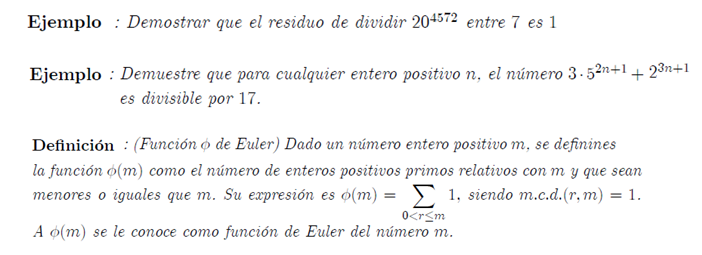 Ejemplo : Demostrar que el residuo de dividir 20^4572 entre 7 es 1
Ejemplo : Demuestre que para cualquier entero positivo n, el número 3 · 5^{2n+1} + 2^{3n+1}
es divisible por 17.
Definición : (Función ϕ de Euler) Dado un número entero positivo m, se definines
la función ϕ(m) como el número de enteros positivos primos relativos con m y que sean
menores o iguales que m. Su expresión es ϕ(m) = ∑_{0<r≤m} 1, siendo m.c.d.(r, m) = 1.
A ϕ(m) se le conoce como función de Euler del número m.